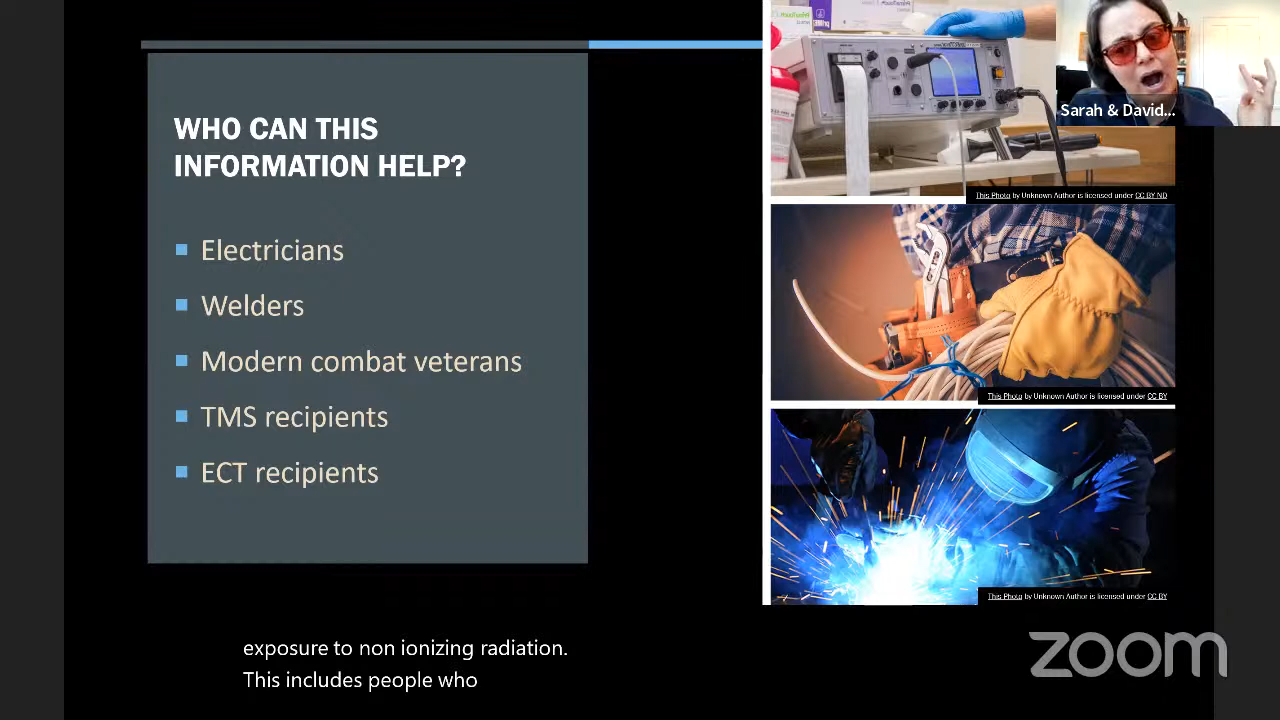 WHO CAN THIS
INFORMATION HELP?
Electricians
Welders
Modern combat veterans
TMS recipients
ECT recipients
Sarah & David...
This Photo by Unknown Author is licensed under CC BY ND
This Photo by Unknown Author is licensed under CC BY
This Photo by Unknown Author is licensed under CC BY
exposure to non ionizing radiation.
This includes people who
zoom